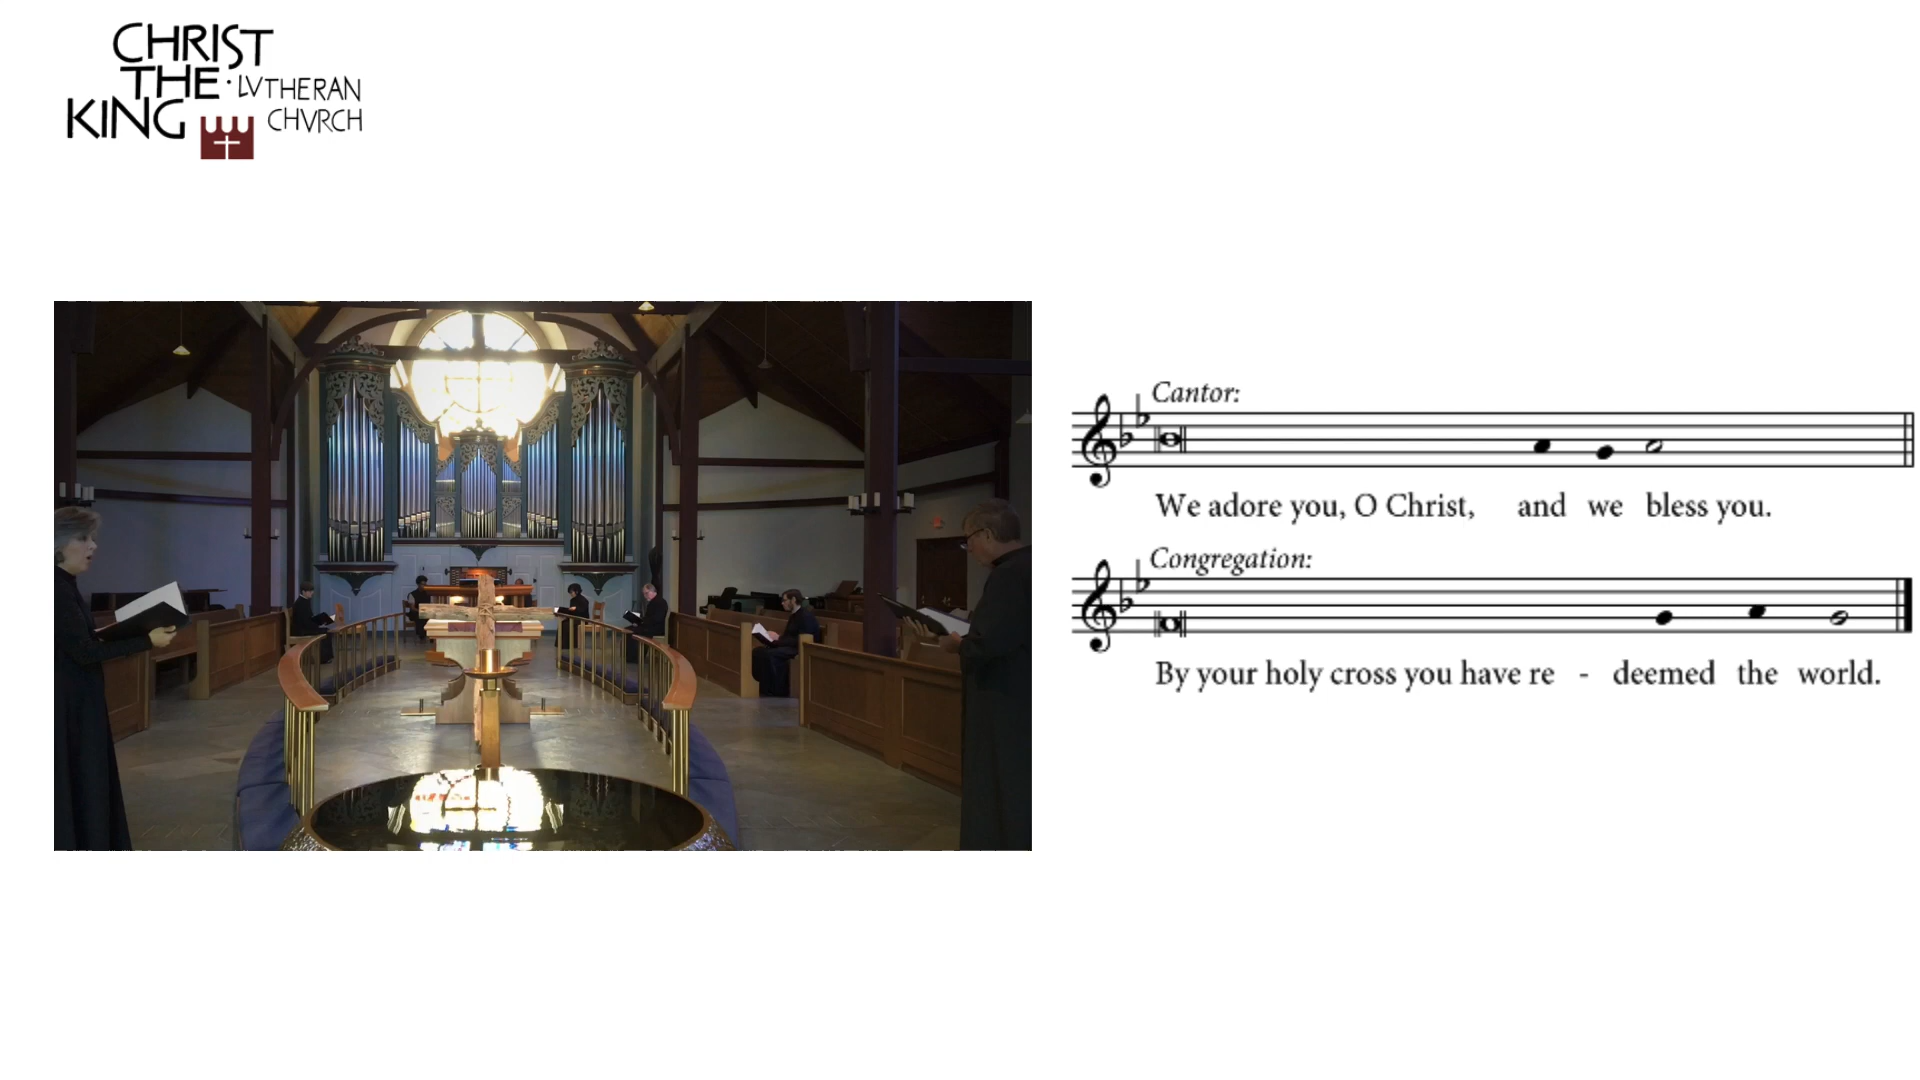 CHRIST
THE · LVTHERAN
KING CHVRCH
Cantor:
We adore you, O Christ, and we bless you.
Congregation:
By your holy cross you have re - deemed the world.